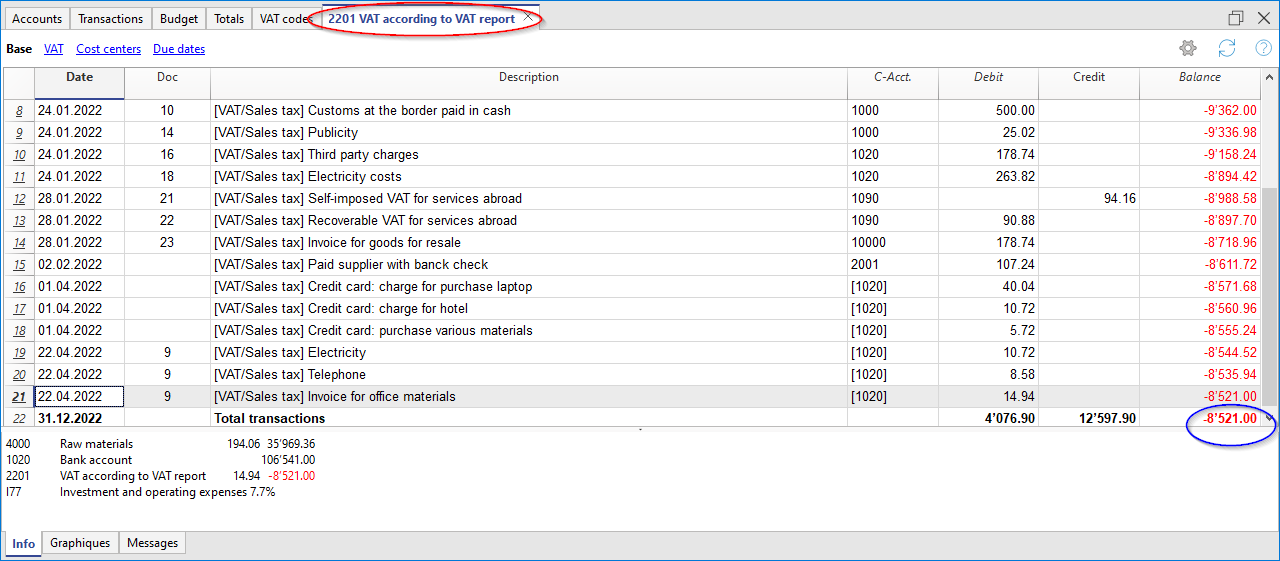 Accounts Transactions Budget Totals VAT codes 2201 VAT according to VAT report
Base VAT Cost centers Due dates
Date Doc Description C-Acct. Debit Credit Balance
8 24.01.2022 10 [VAT/Sales tax] Customs at the border paid in cash 1000 500.00 -9'362.00
9 24.01.2022 14 [VAT/Sales tax] Publicity 1000 25.02 -9'336.98
10 24.01.2022 16 [VAT/Sales tax] Third party charges 1020 178.74 -9'158.24
11 24.01.2022 18 [VAT/Sales tax] Electricity costs 1020 263.82 -8'894.42
12 28.01.2022 21 [VAT/Sales tax] Self-imposed VAT for services abroad 1090 94.16 -8'988.58
13 28.01.2022 22 [VAT/Sales tax] Recoverable VAT for services abroad 1090 90.88 -8'897.70
14 28.01.2022 23 [VAT/Sales tax] Invoice for goods for resale 10000 178.74 -8'718.96
15 02.02.2022 [VAT/Sales tax] Paid supplier with banck check 2001 107.24 -8'611.72
16 01.04.2022 [VAT/Sales tax] Credit card: charge for purchase laptop [1020] 40.04 -8'571.68
17 01.04.2022 [VAT/Sales tax] Credit card: charge for hotel [1020] 10.72 -8'560.96
18 01.04.2022 [VAT/Sales tax] Credit card: purchase various materials [1020] 5.72 -8'555.24
19 22.04.2022 9 [VAT/Sales tax] Electricity [1020] 10.72 -8'544.52
20 22.04.2022 9 [VAT/Sales tax] Telephone [1020] 8.58 -8'535.94
21 22.04.2022 9 [VAT/Sales tax] Invoice for office materials [1020] 14.94 -8'521.00
22 31.12.2022 Total transactions 4'076.90 12'597.90 -8'521.00
4000 Raw materials 194.06 35'969.36
1020 Bank account 106'541.00
2201 VAT according to VAT report 14.94 -8'521.00
I77 Investment and operating expenses 7.7%
Info Graphiques Messages